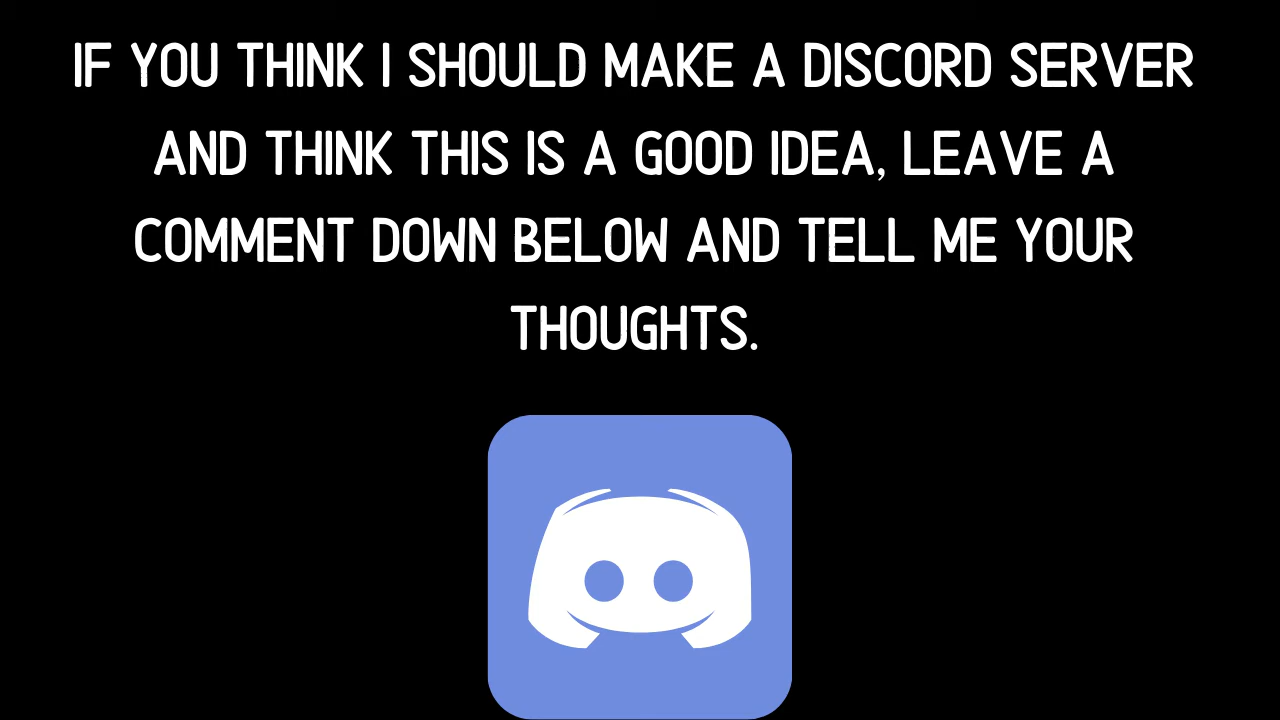 IF YOU THINK I SHOULD MAKE A DISCORD SERVER
AND THINK THIS IS A GOOD IDEA, LEAVE A
COMMENT DOWN BELOW AND TELL ME YOUR
THOUGHTS.